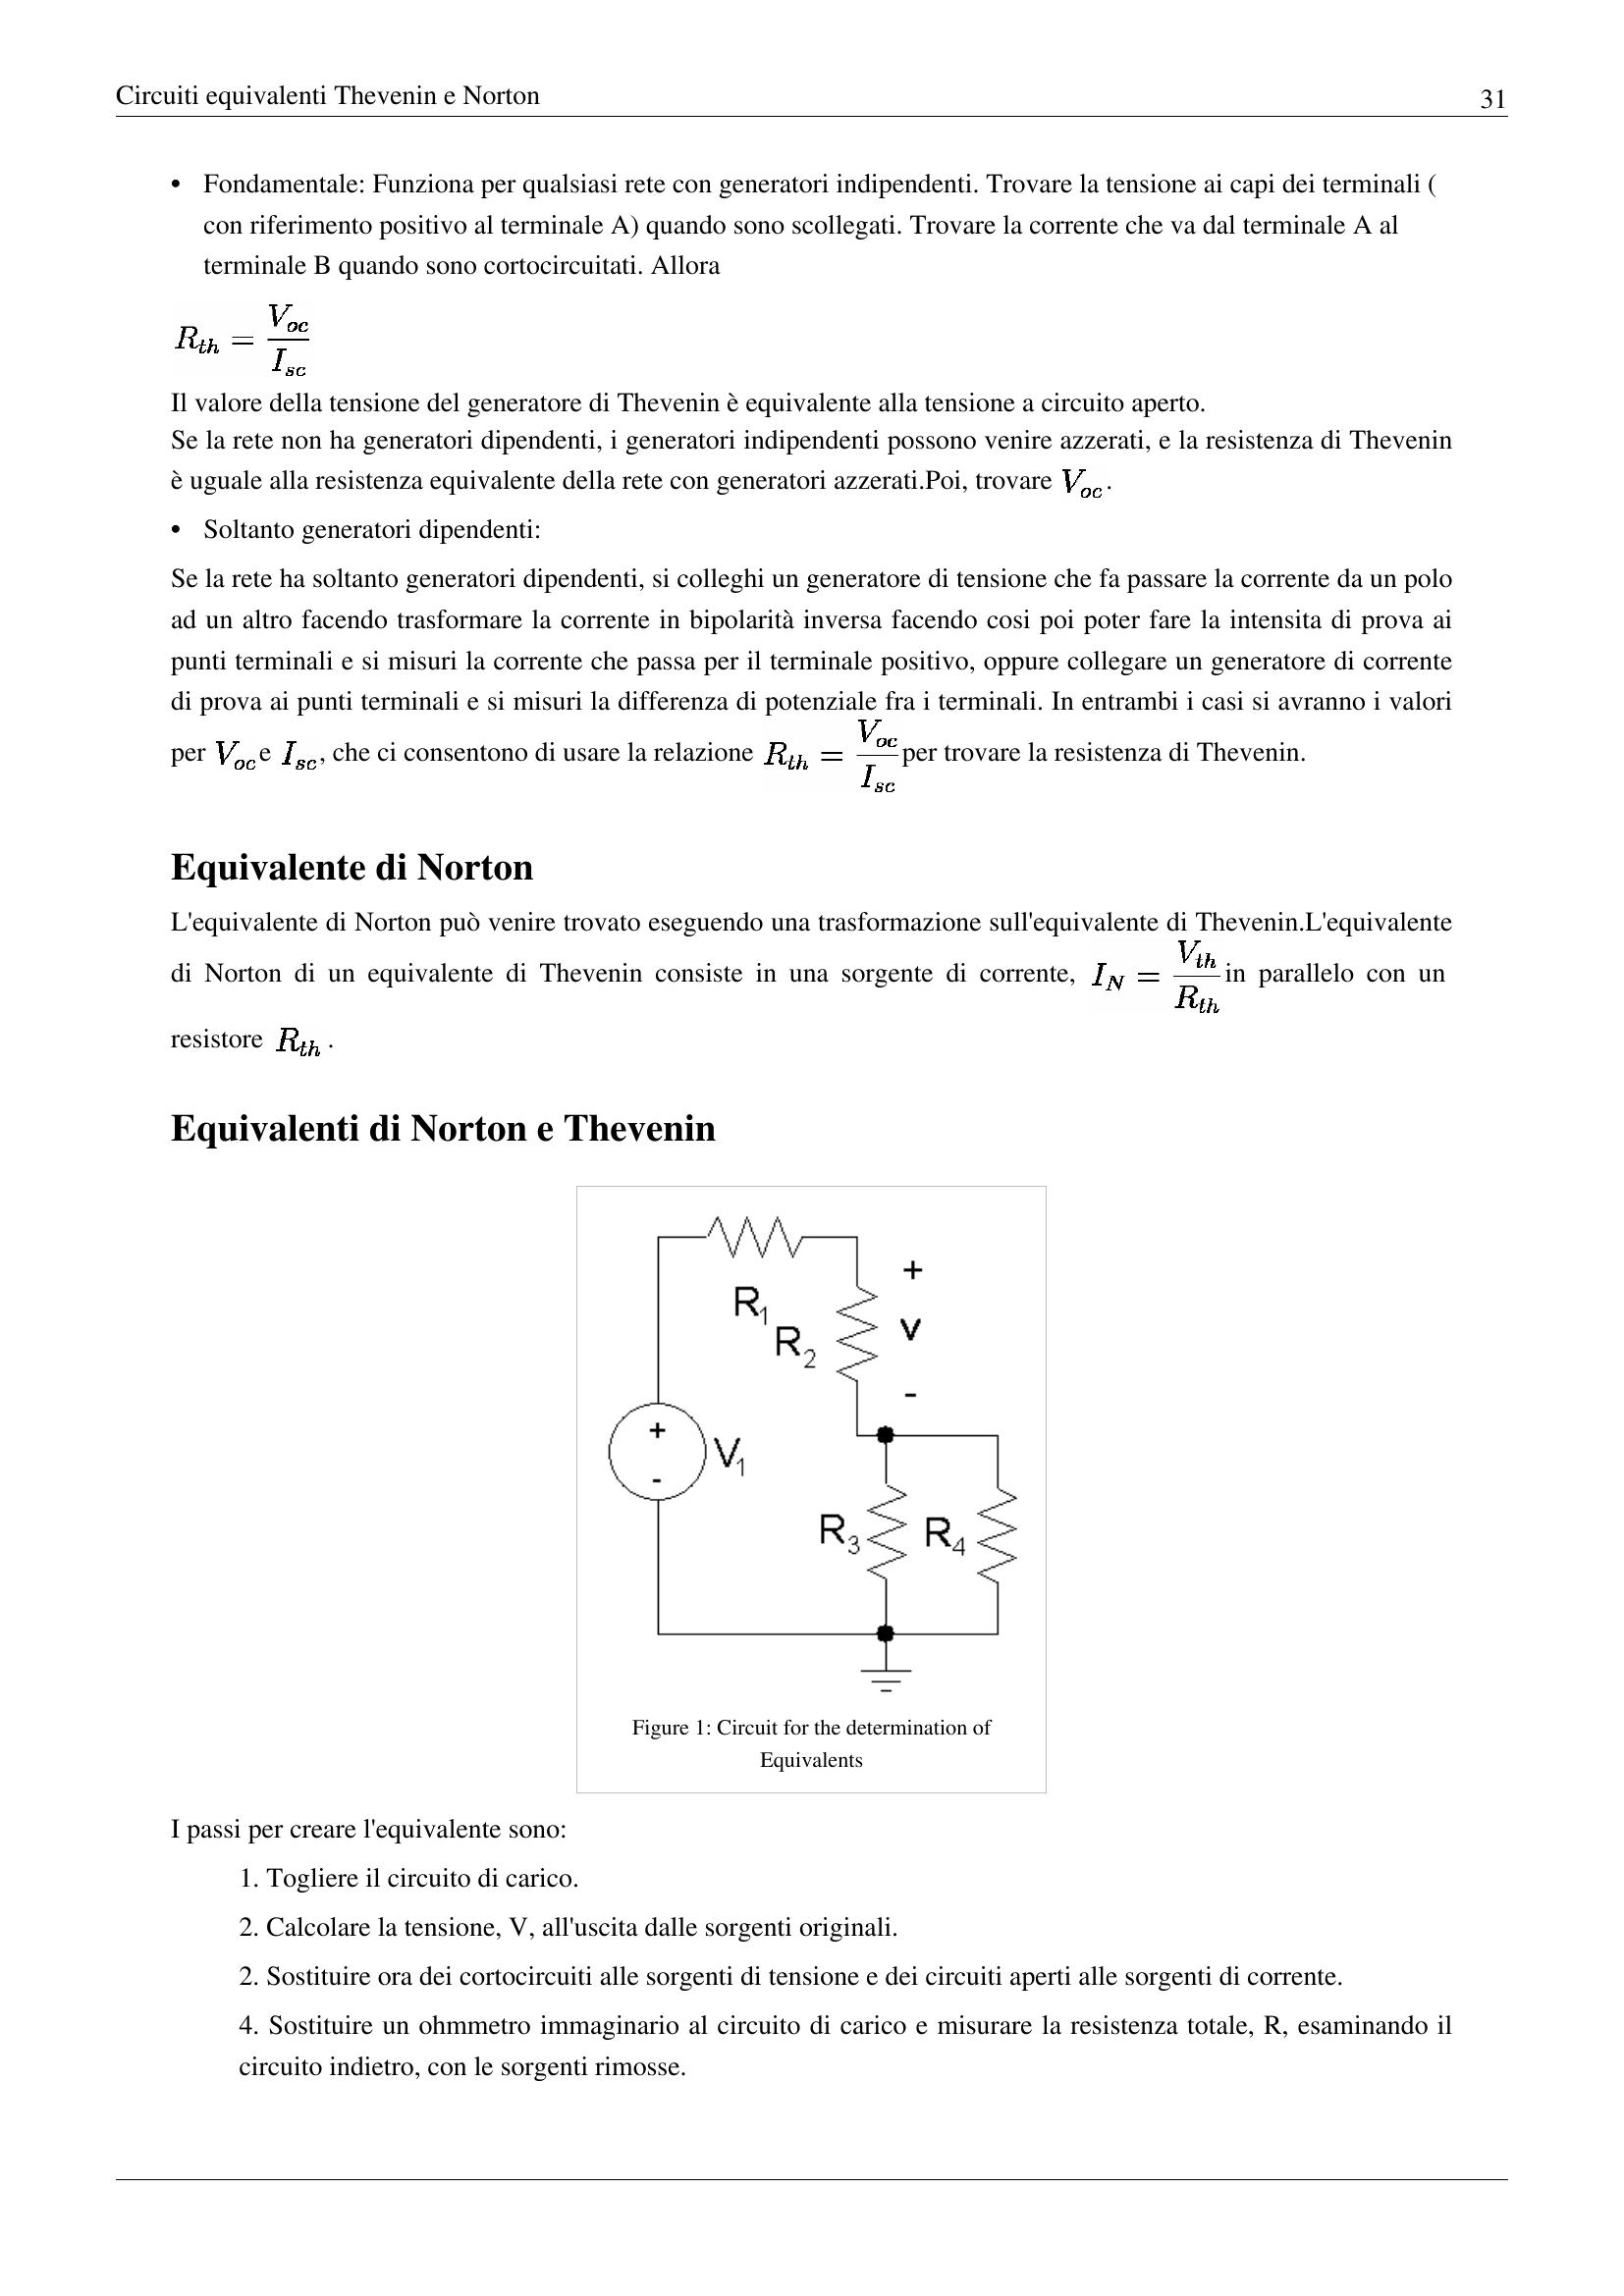 Circuiti equivalenti Thevenin e Norton 31
• Fondamentale: Funziona per qualsiasi rete con generatori indipendenti. Trovare la tensione ai capi dei terminali (
con riferimento positivo al terminale A) quando sono scollegati. Trovare la corrente che va dal terminale A al
terminale B quando sono cortocircuitati. Allora
R_{th} = \frac{V_{oc}}{I_{sc}}
Il valore della tensione del generatore di Thevenin è equivalente alla tensione a circuito aperto.
Se la rete non ha generatori dipendenti, i generatori indipendenti possono venire azzerati, e la resistenza di Thevenin
è uguale alla resistenza equivalente della rete con generatori azzerati.Poi, trovare V_{oc}.
• Soltanto generatori dipendenti:
Se la rete ha soltanto generatori dipendenti, si colleghi un generatore di tensione che fa passare la corrente da un polo
ad un altro facendo trasformare la corrente in bipolarità inversa facendo cosi poi poter fare la intensita di prova ai
punti terminali e si misuri la corrente che passa per il terminale positivo, oppure collegare un generatore di corrente
di prova ai punti terminali e si misuri la differenza di potenziale fra i terminali. In entrambi i casi si avranno i valori
per V_{oc} e I_{sc}, che ci consentono di usare la relazione R_{th} = \frac{V_{oc}}{I_{sc}} per trovare la resistenza di Thevenin.
Equivalente di Norton
L'equivalente di Norton può venire trovato eseguendo una trasformazione sull'equivalente di Thevenin.L'equivalente
di Norton di un equivalente di Thevenin consiste in una sorgente di corrente, I_N = \frac{V_{th}}{R_{th}} in parallelo con un
resistore R_{th} .
Equivalenti di Norton e Thevenin
+
R_1
v
R_2
-
+
V_1
-
R_3 R_4
Figure 1: Circuit for the determination of
Equivalents
I passi per creare l'equivalente sono:
1. Togliere il circuito di carico.
2. Calcolare la tensione, V, all'uscita dalle sorgenti originali.
2. Sostituire ora dei cortocircuiti alle sorgenti di tensione e dei circuiti aperti alle sorgenti di corrente.
4. Sostituire un ohmmetro immaginario al circuito di carico e misurare la resistenza totale, R, esaminando il
circuito indietro, con le sorgenti rimosse.